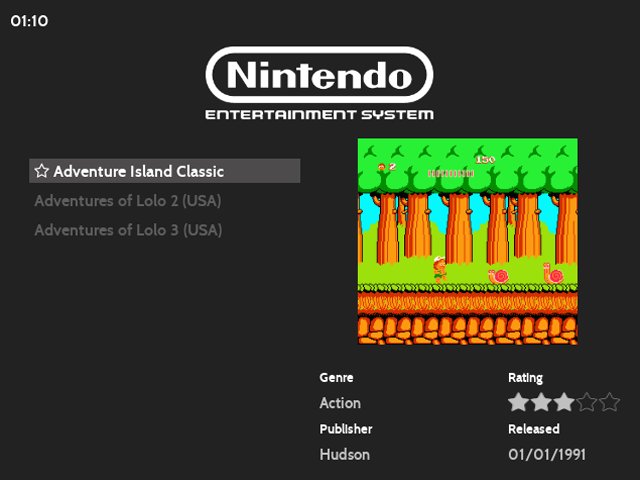 01:10
Nintendo
ENTERTAINMENT SYSTEM
Adventure Island Classic
Adventures of Lolo 2 (USA)
Adventures of Lolo 3 (USA)
2
150
Genre
Rating
Action
Publisher
Released
Hudson
01/01/1991